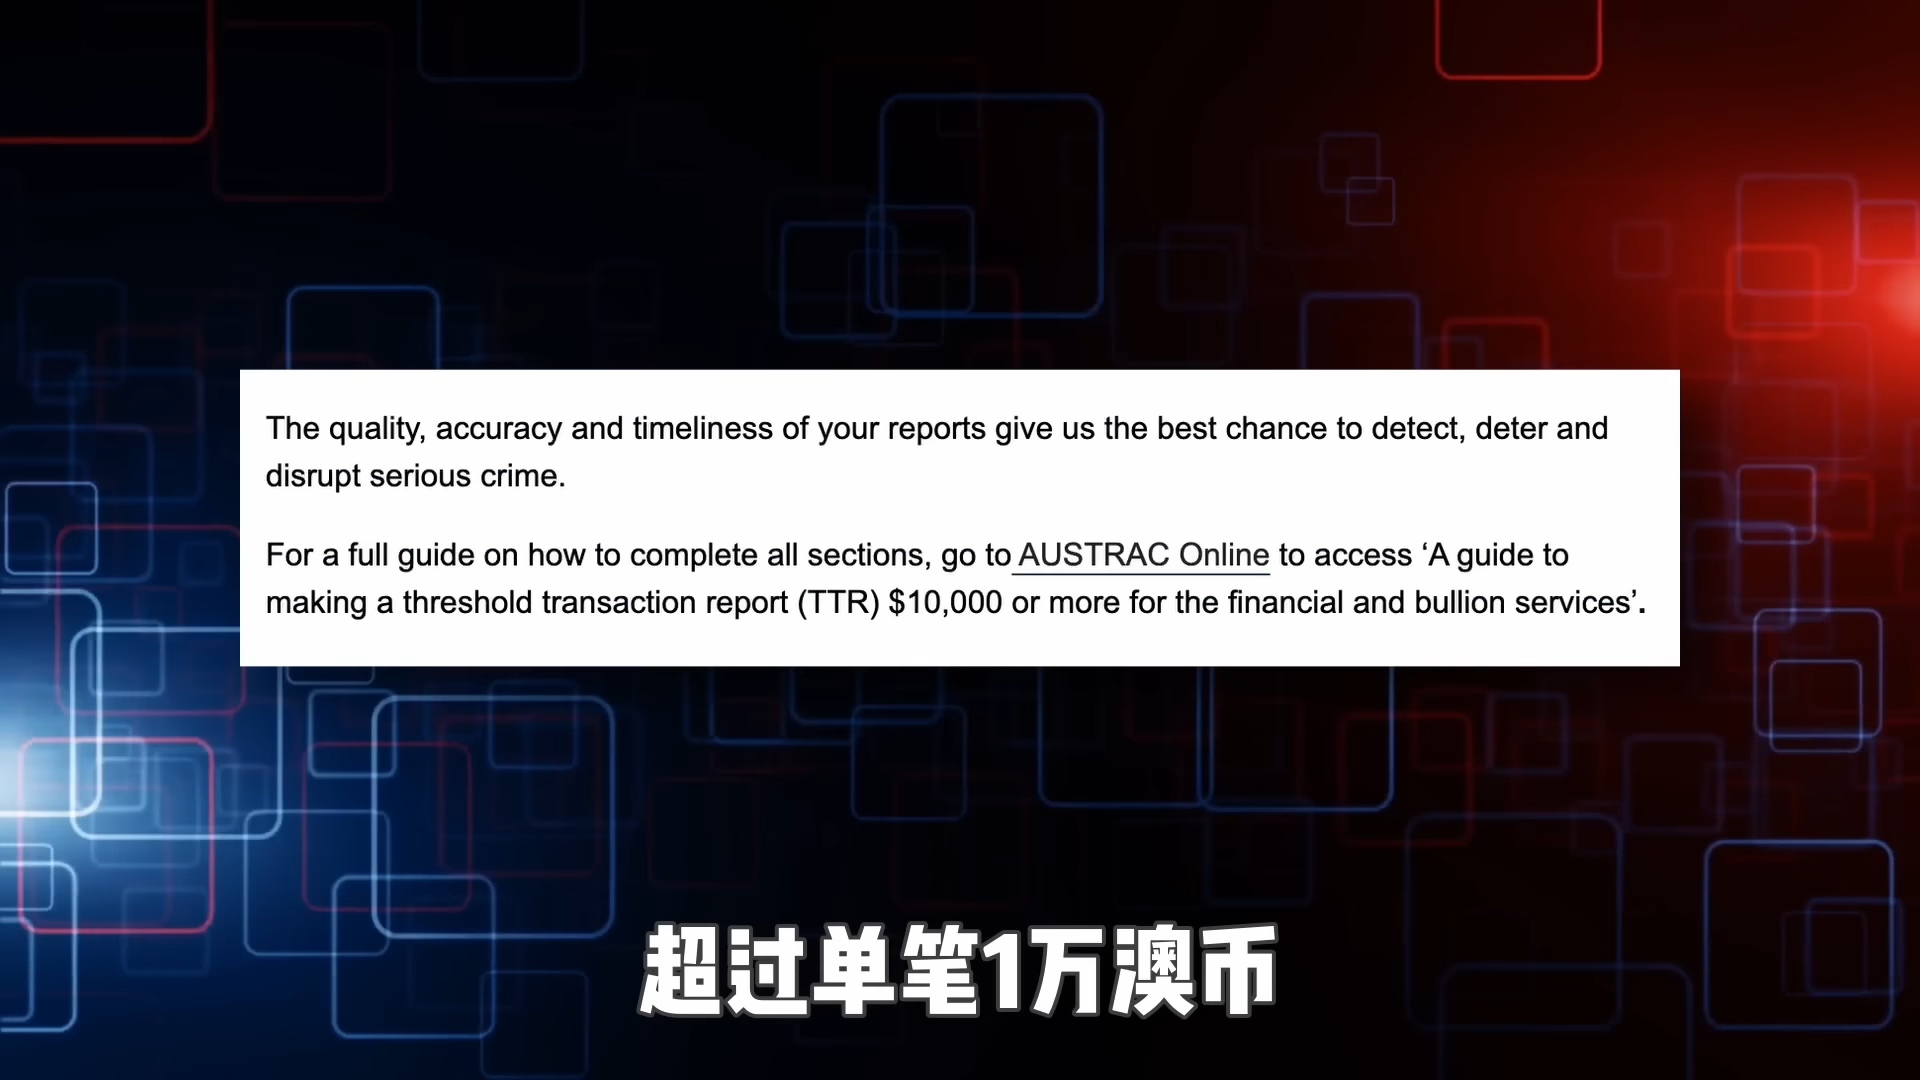 The quality, accuracy and timeliness of your reports give us the best chance to detect, deter and
disrupt serious crime.
For a full guide on how to complete all sections, go to AUSTRAC Online to access ‘A guide to
making a threshold transaction report (TTR) $10,000 or more for the financial and bullion services’.
超过单笔1万澳币